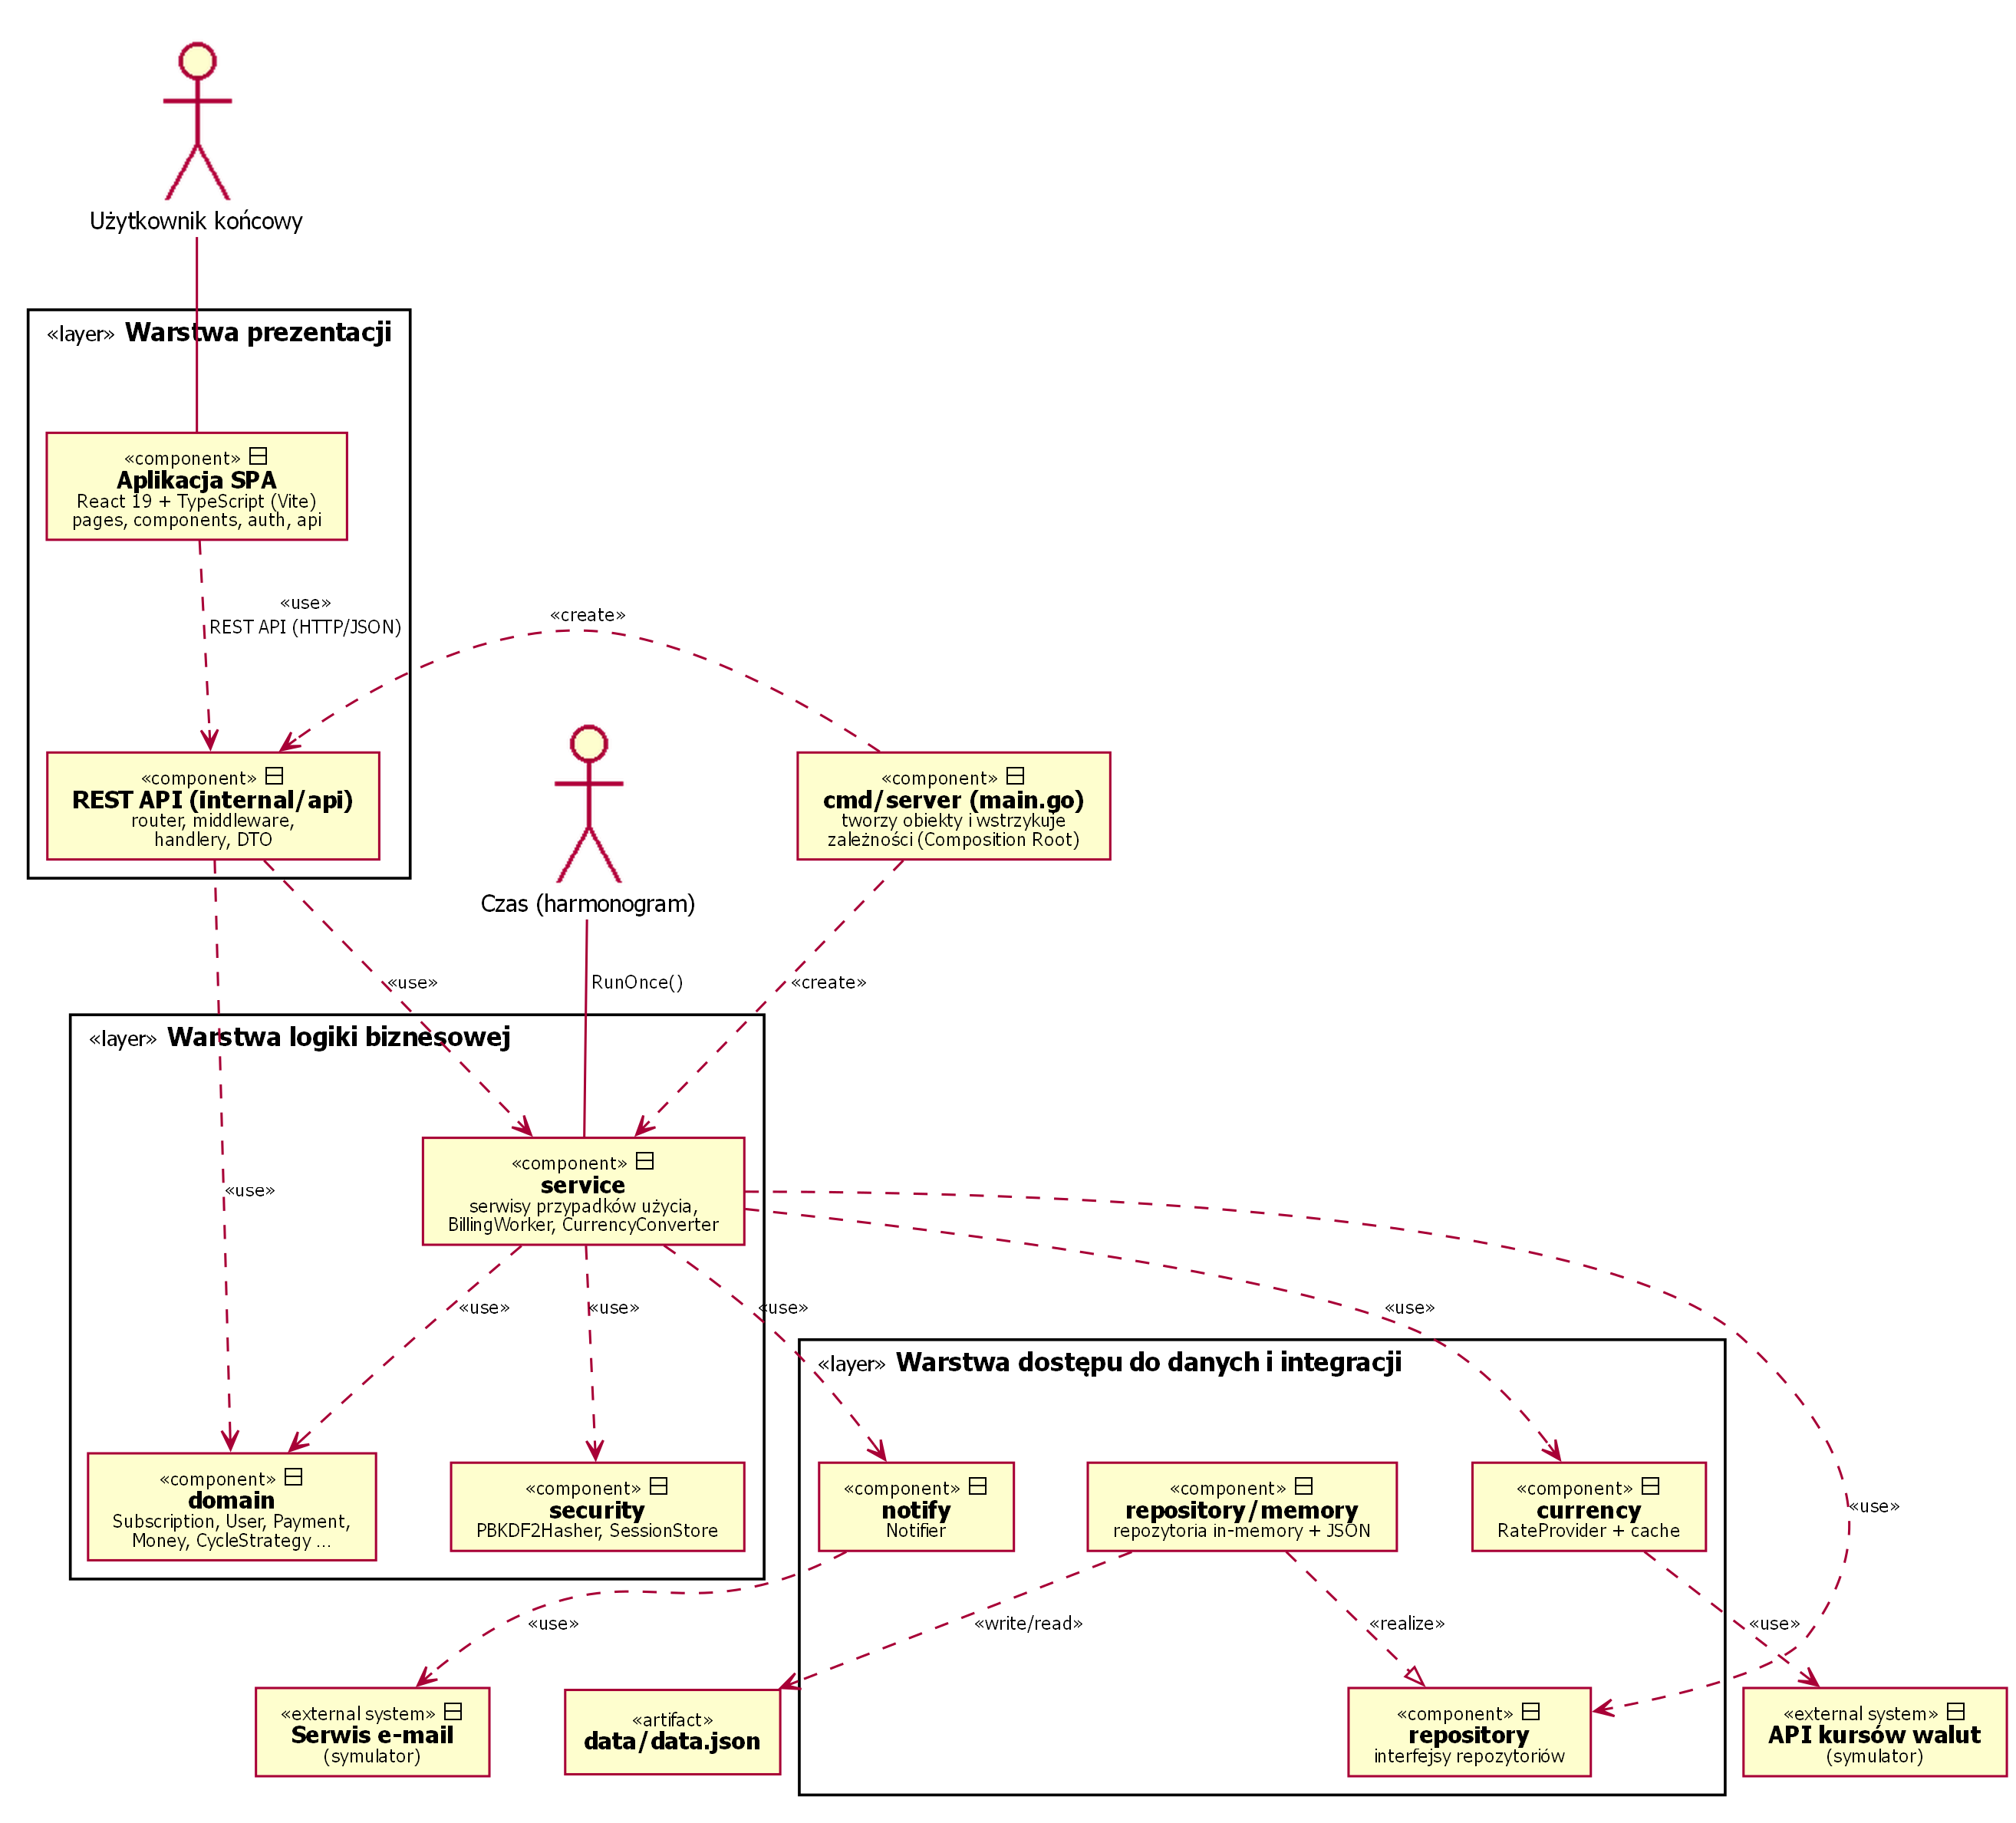 Użytkownik końcowy
«layer» Warstwa prezentacji
«component»
Aplikacja SPA
React 19 + TypeScript (Vite)
pages, components, auth, api
«use»
REST API (HTTP/JSON)
«create»
«component»
REST API (internal/api)
router, middleware,
handlery, DTO
Czas (harmonogram)
«component»
cmd/server (main.go)
tworzy obiekty i wstrzykuje
zależności (Composition Root)
«use»
RunOnce()
«create»
«layer» Warstwa logiki biznesowej
«component»
service
serwisy przypadków użycia,
BillingWorker, CurrencyConverter
«use»
«use»
«use»
«use»
«use»
«layer» Warstwa dostępu do danych i integracji
«component»
domain
Subscription, User, Payment,
Money, CycleStrategy ...
«component»
security
PBKDF2Hasher, SessionStore
«component»
notify
Notifier
«component»
repository/memory
repozytoria in-memory + JSON
«component»
currency
RateProvider + cache
«use»
«use»
«write/read»
«realize»
«use»
«external system»
Serwis e-mail
(symulator)
«artifact»
data/data.json
«component»
repository
interfejsy repozytoriów
«external system»
API kursów walut
(symulator)